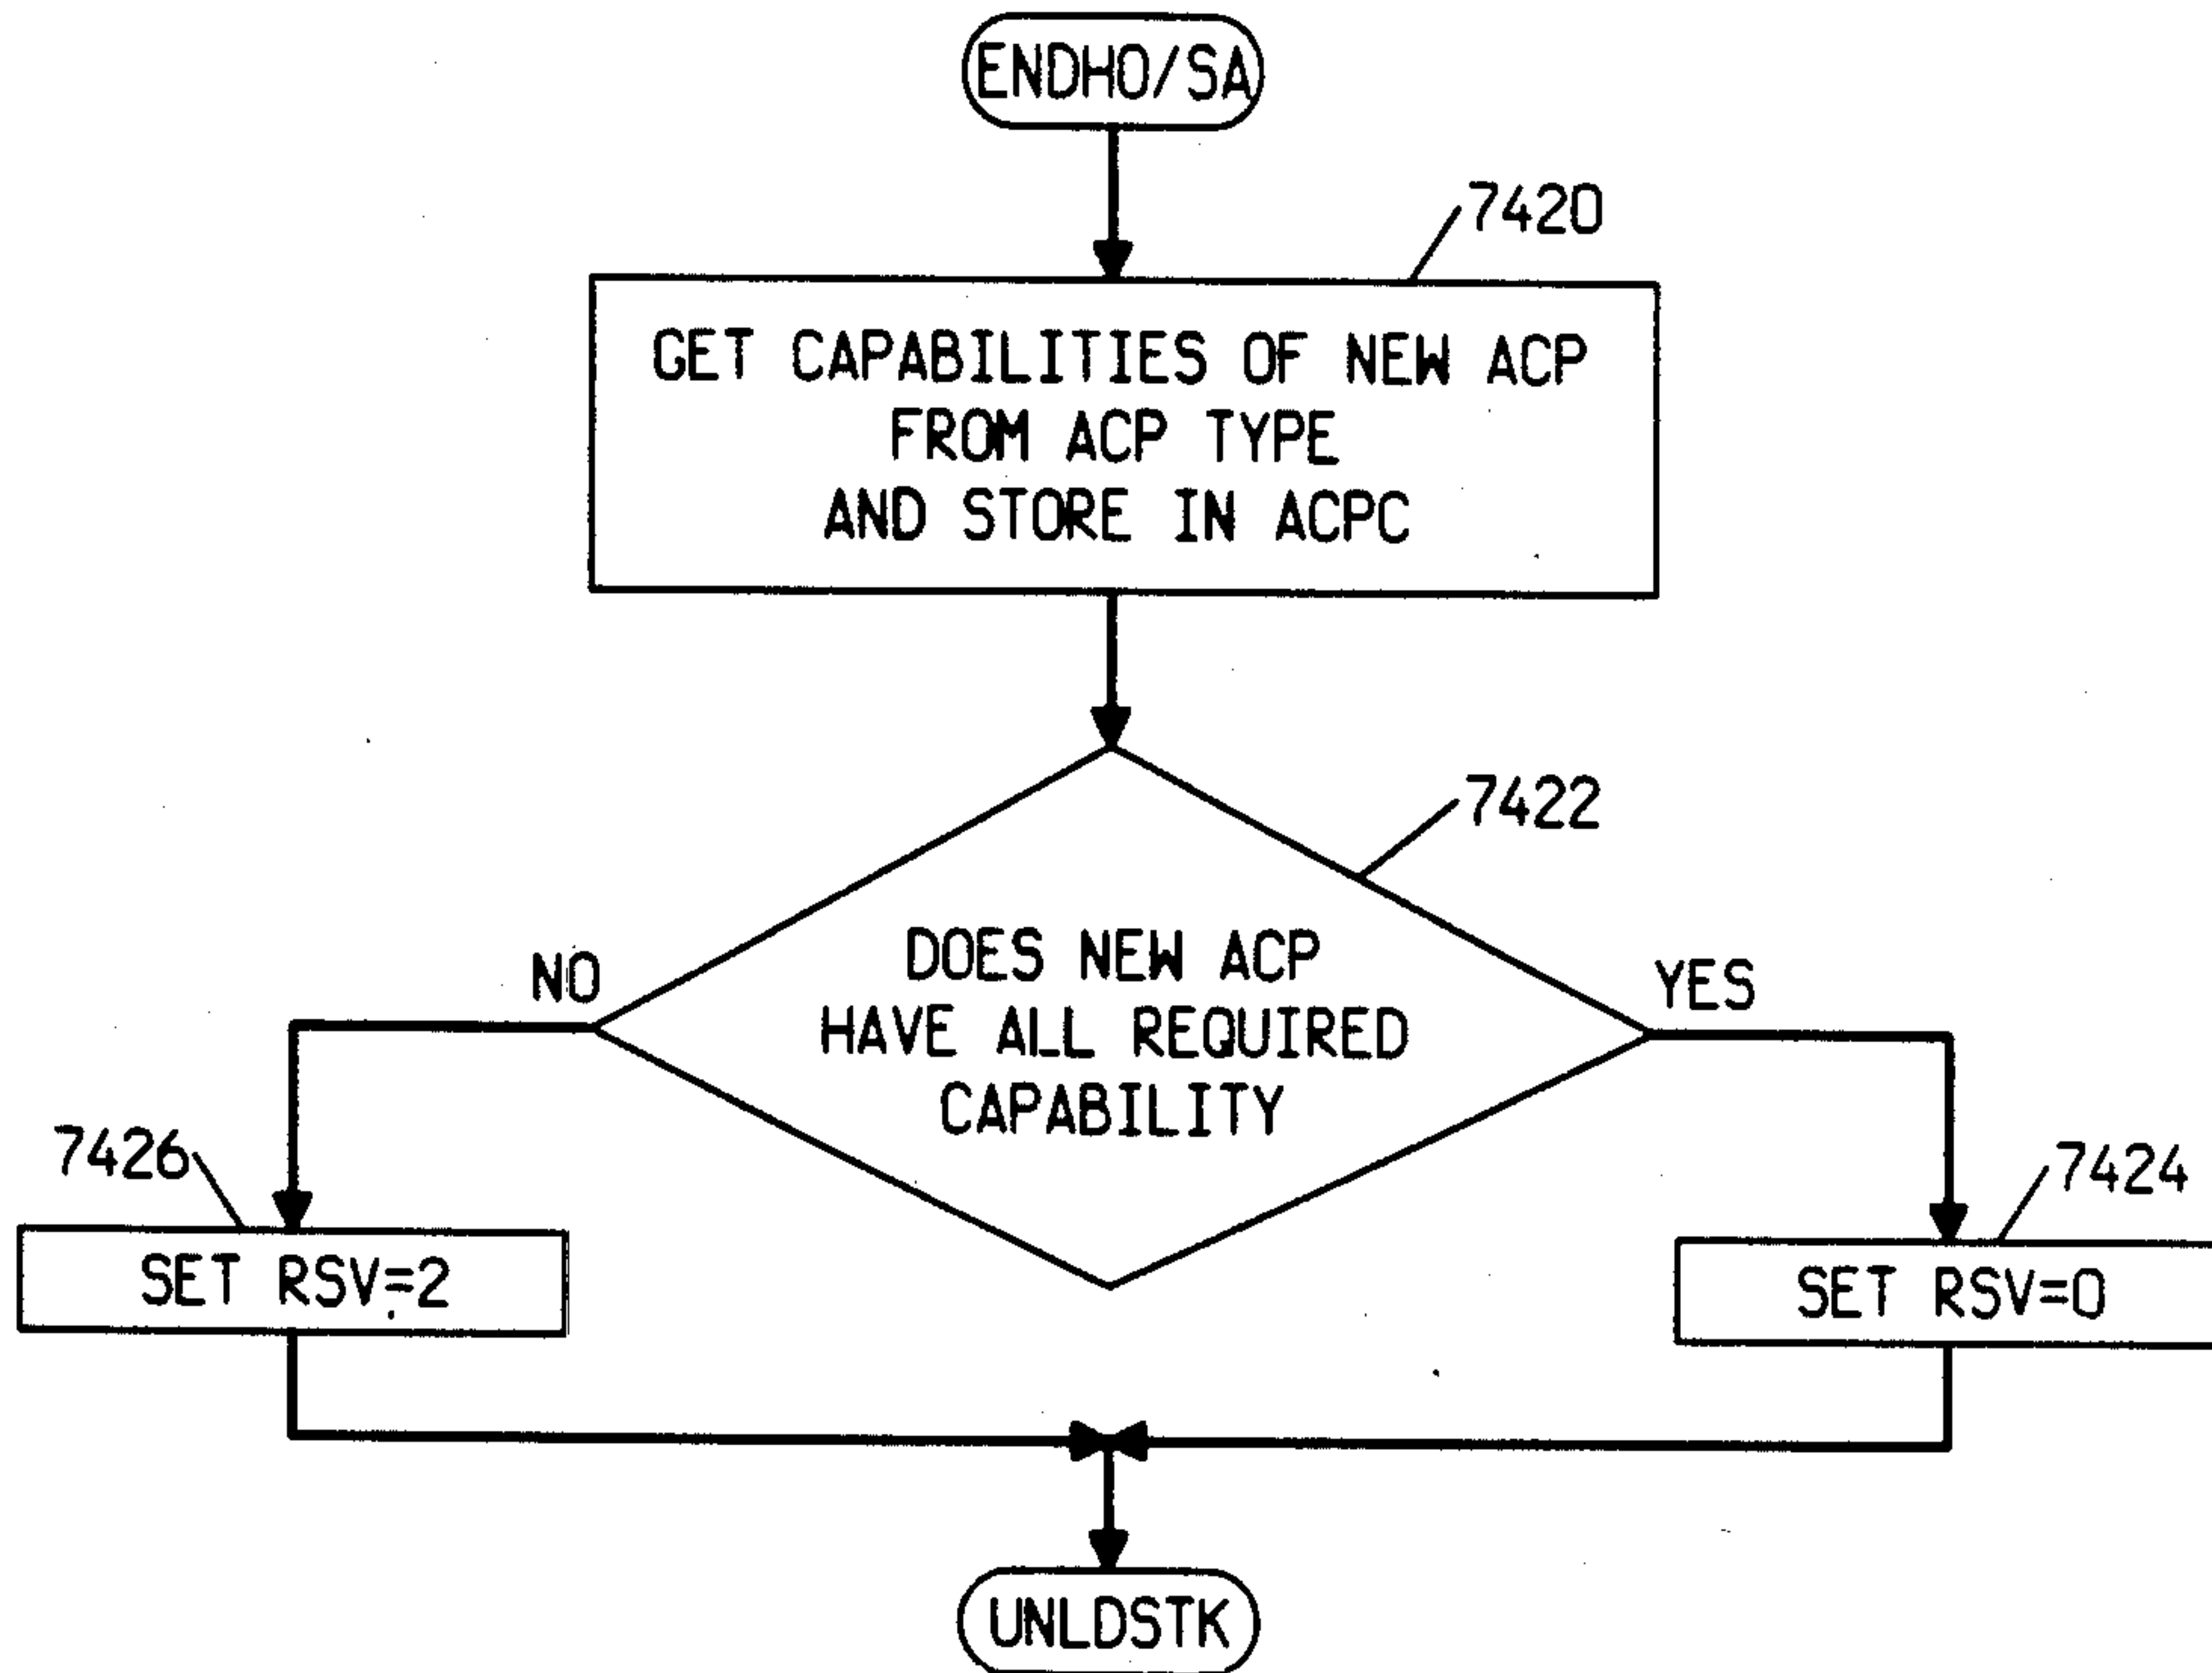 ENDHO/SA
7420
GET CAPABILITIES OF NEW ACP
FROM ACP TYPE
AND STORE IN ACPC
7422
DOES NEW ACP
HAVE ALL REQUIRED
CAPABILITY
NO
YES
7426
SET RSV=2
7424
SET RSV=0
UNLDSTK